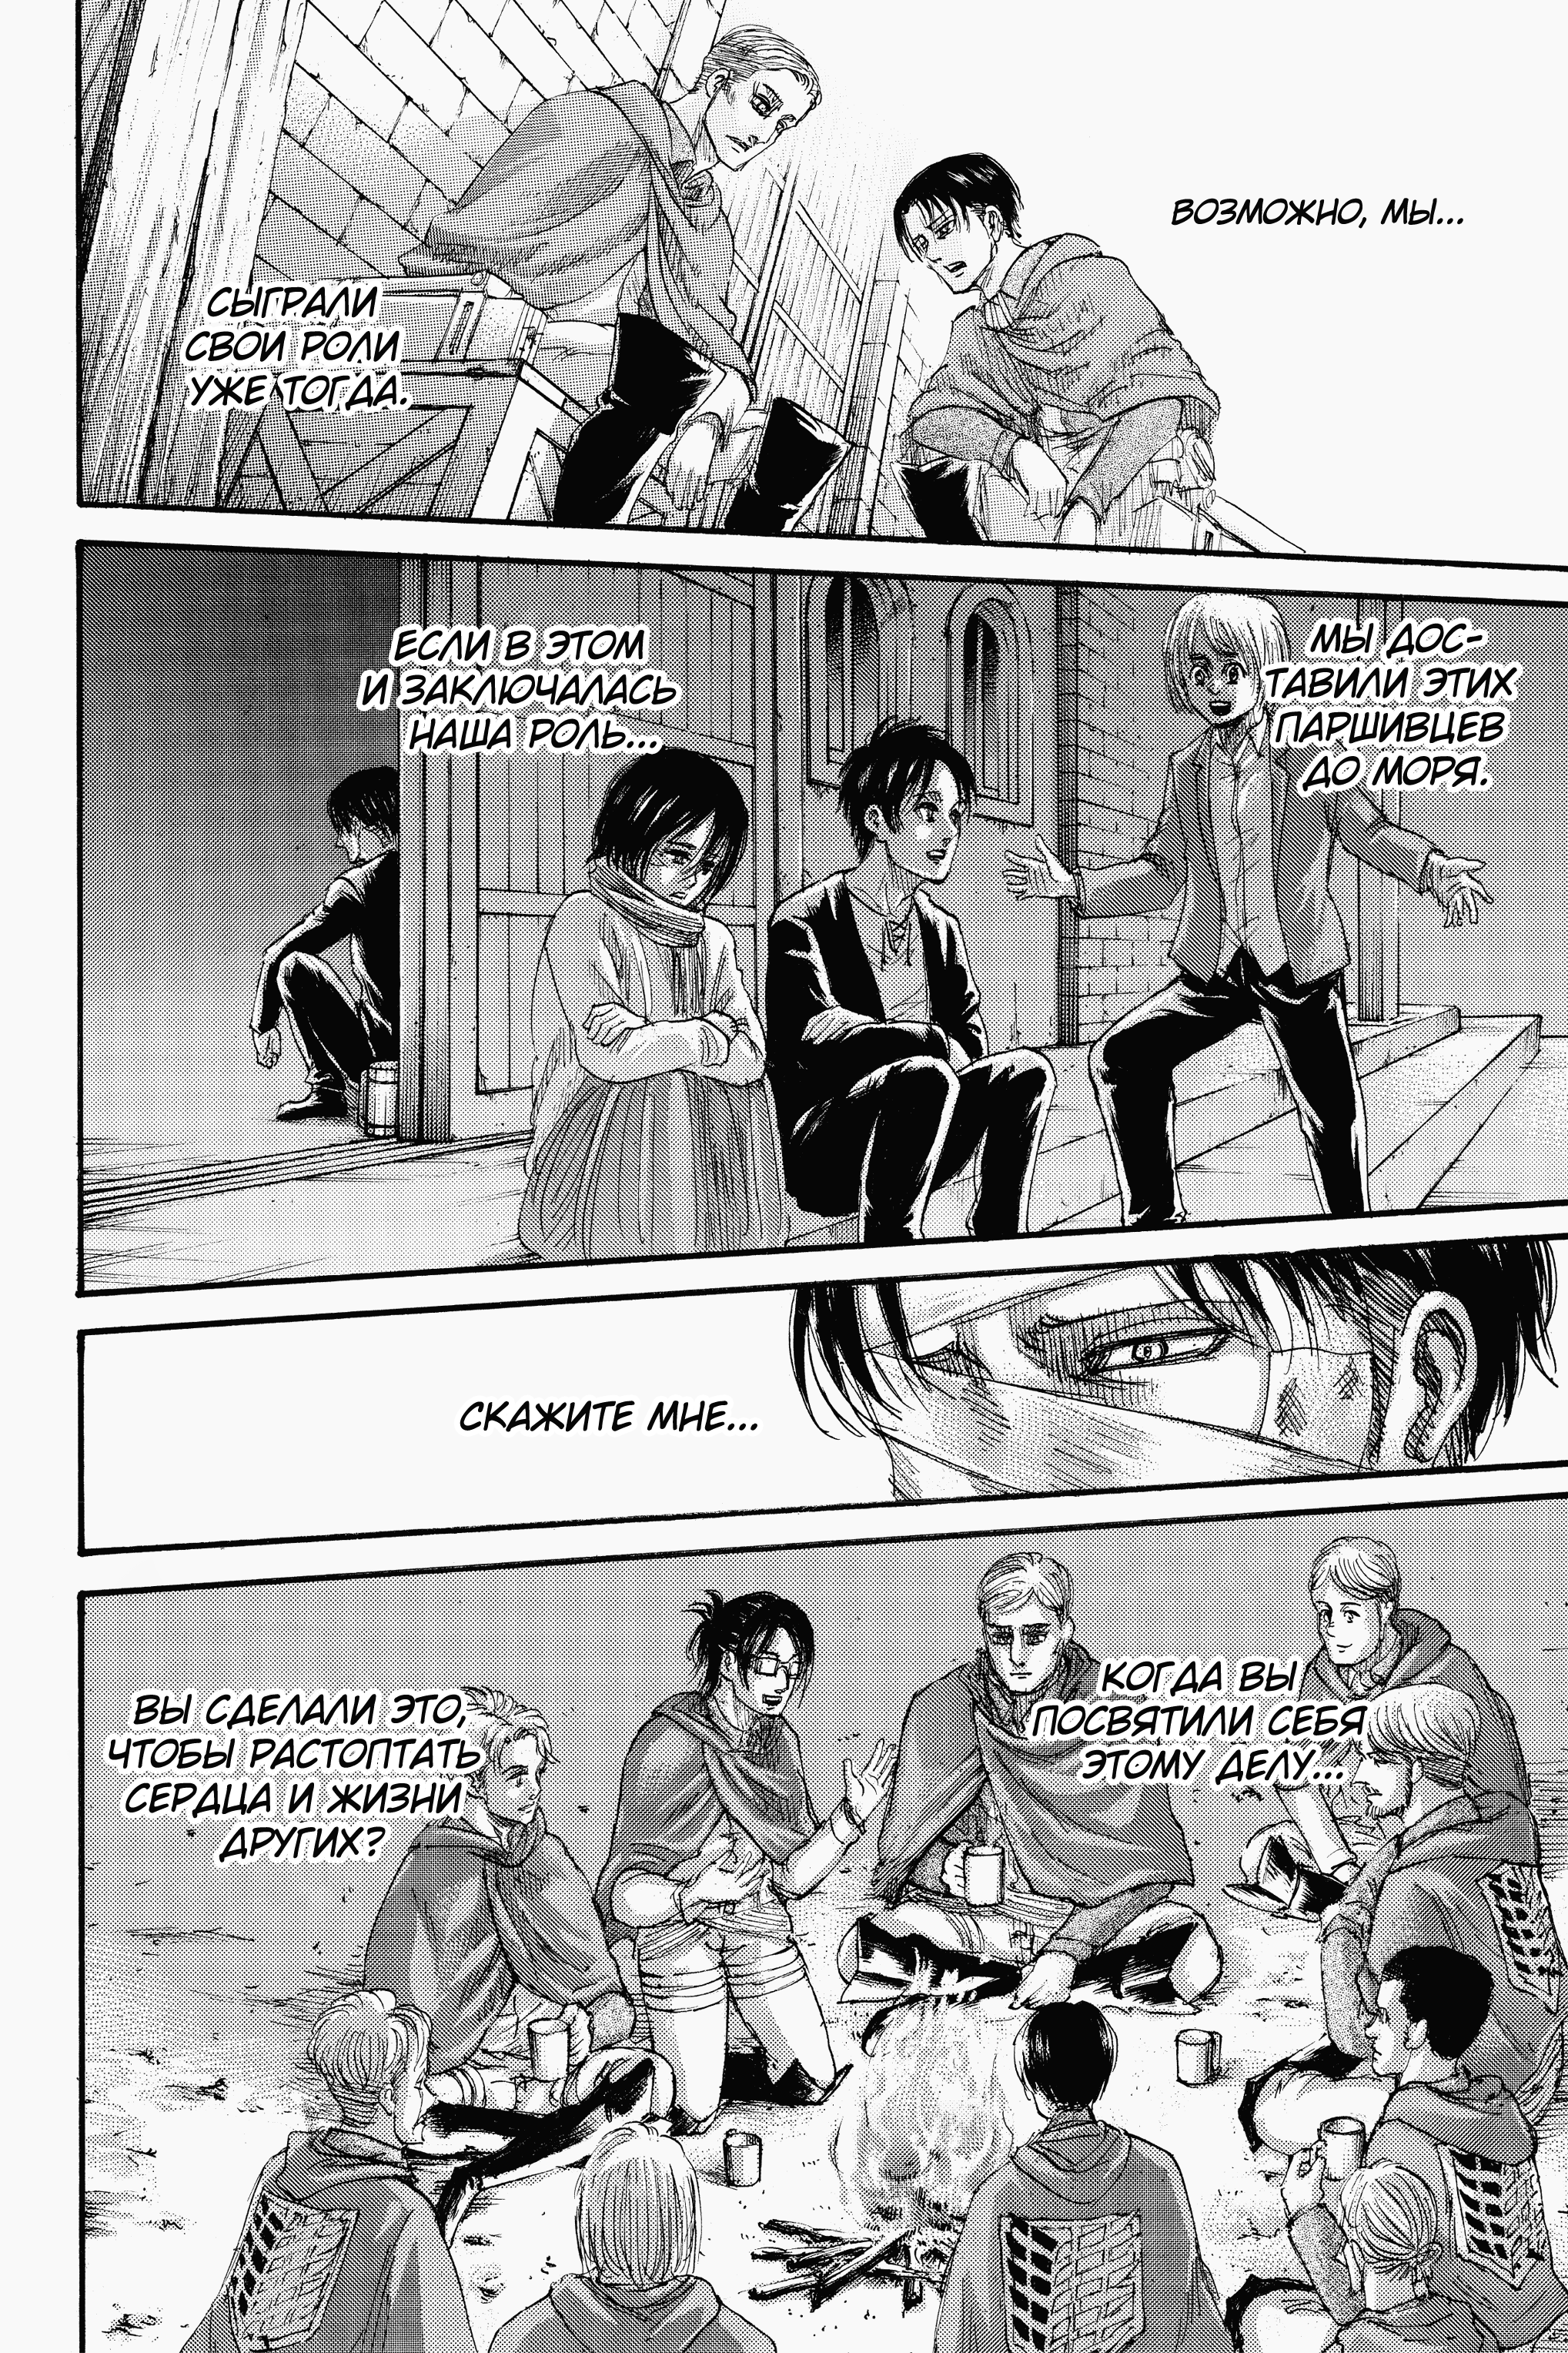 ВОЗМОЖНО, МЫ...
СЫГРАЛИ
СВОИ РОЛИ
УЖЕ ТОГДА.
МЫ ДОС-
ТАВИЛИ ЭТИХ
ПАРШИВЦЕВ
ДО МОРЯ.
ЕСЛИ В ЭТОМ
И ЗАКЛЮЧАЛАСЬ
НАША РОЛЬ...
СКАЖИТЕ МНЕ...
КОГДА ВЫ
ПОСВЯТИЛИ СЕБЯ
ЭТОМУ ДЕЛУ...
ВЫ СДЕЛАЛИ ЭТО,
ЧТОБЫ РАСТОПТАТЬ
СЕРДЦА И ЖИЗНИ
ДРУГИХ?